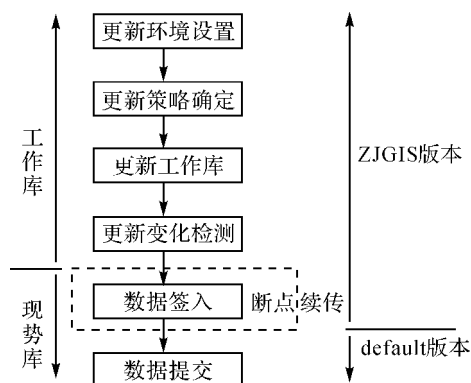 更新环境设置
更新策略确定
更新工作库
更新变化检测
数据签入
断点续传
数据提交
工作库
现势库
ZJGIS版本
default版本